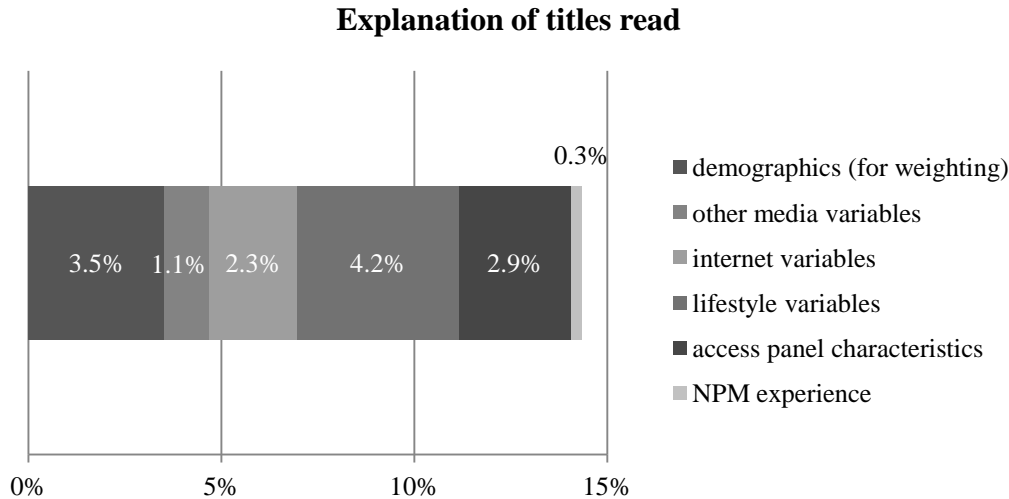 Explanation of titles read
0.3%
3.5% 1.1% 2.3% 4.2% 2.9%
demographics (for weighting)
other media variables
internet variables
lifestyle variables
access panel characteristics
NPM experience
0% 5% 10% 15%